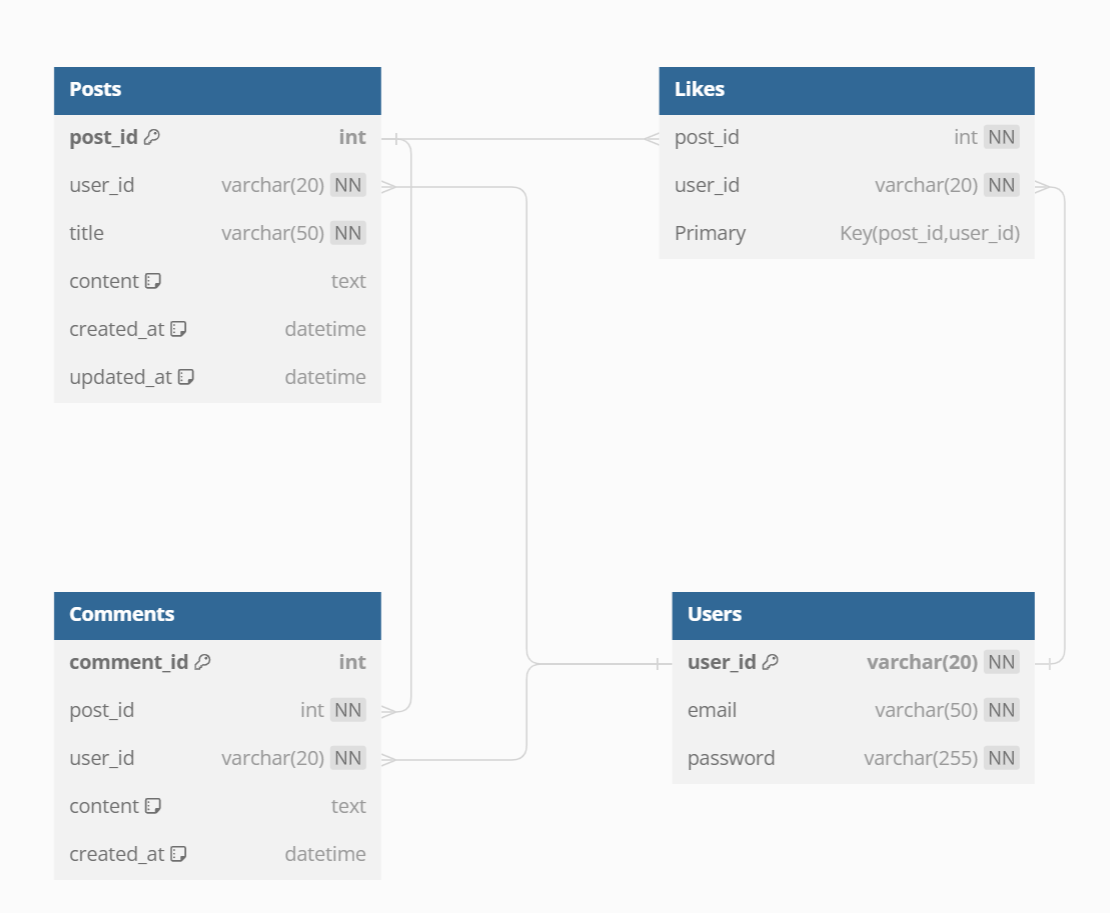 Posts
post_id int
user_id varchar(20) NN
title varchar(50) NN
content text
created_at datetime
updated_at datetime
Likes
post_id int NN
user_id varchar(20) NN
Primary Key(post_id,user_id)
Comments
comment_id int
post_id int NN
user_id varchar(20) NN
content text
created_at datetime
Users
user_id varchar(20) NN
email varchar(50) NN
password varchar(255) NN